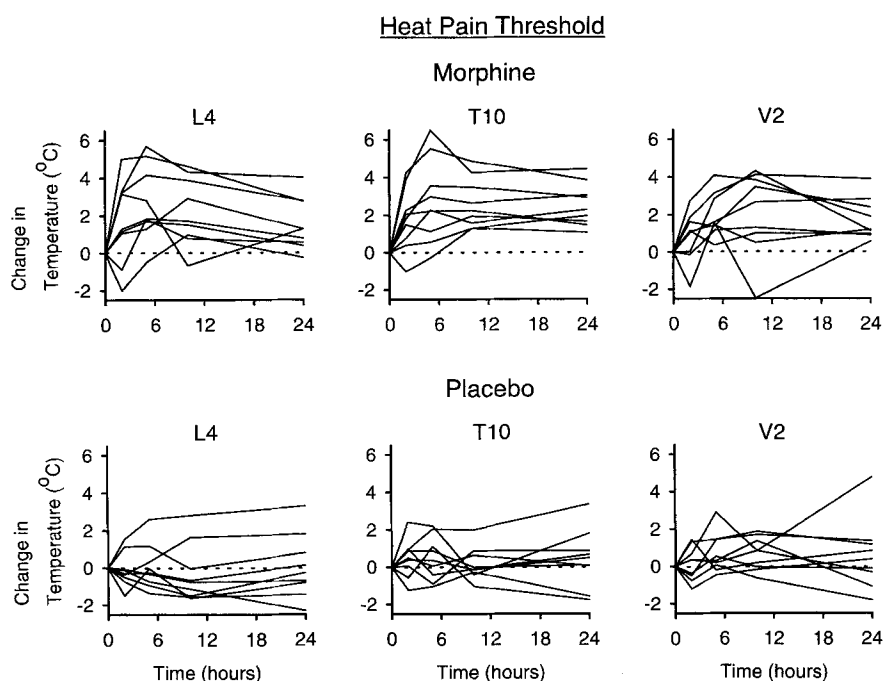 Heat Pain Threshold
Morphine
L4 T10 V2
Change in
Temperature (°C)
6 6 6
4 4 4
2 2 2
0 0 0
-2 -2 -2
0 6 12 18 24 0 6 12 18 24 0 6 12 18 24
Placebo
L4 T10 V2
Change in
Temperature (°C)
6 6 6
4 4 4
2 2 2
0 0 0
-2 -2 -2
0 6 12 18 24 0 6 12 18 24 0 6 12 18 24
Time (hours) Time (hours) Time (hours)